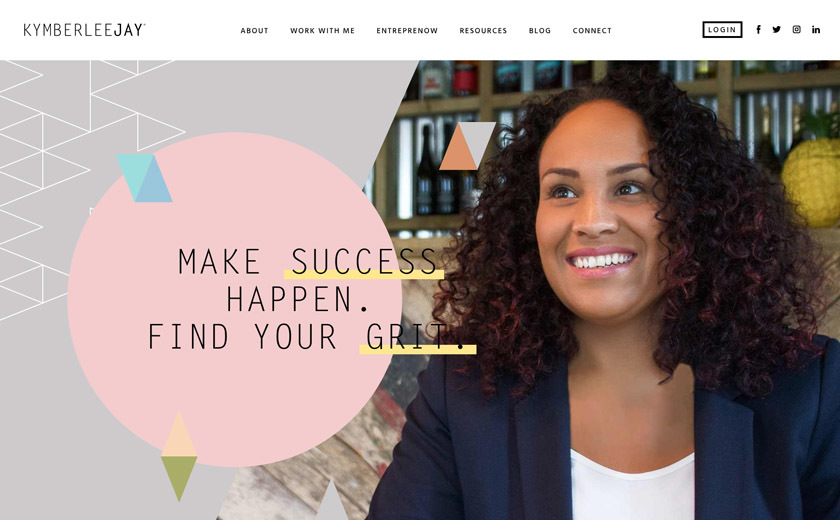 KYMBERLEEJAY
ABOUT WORK WITH ME ENTREPRENOW RESOURCES BLOG CONNECT LOGIN
MAKE SUCCESS
HAPPEN.
FIND YOUR GRIT.